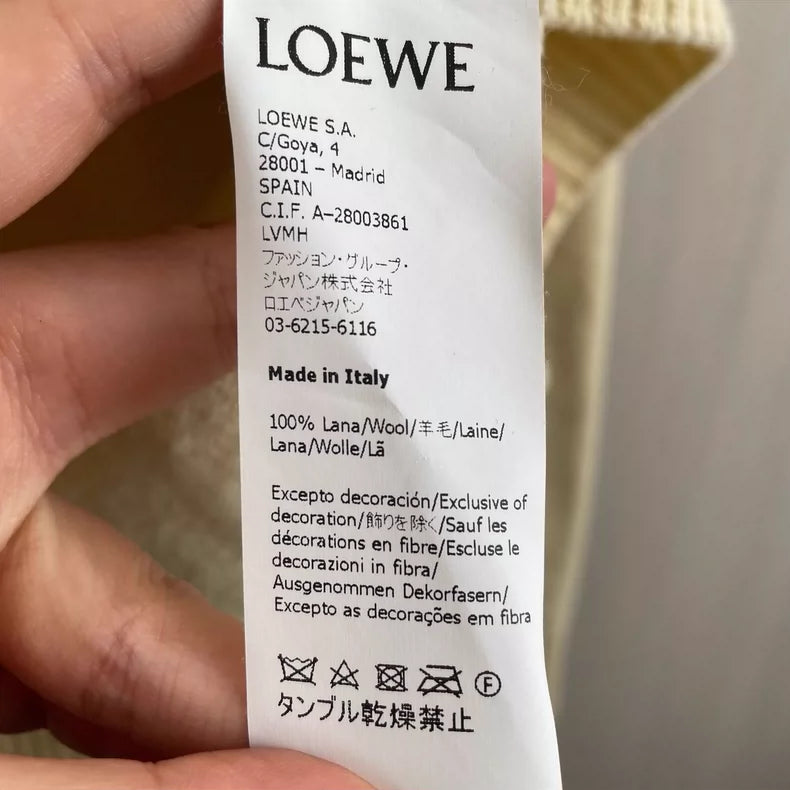 LOEWE
LOEWE S.A.
C/Goya, 4
28001 – Madrid
SPAIN
C.I.F. A–28003861
LVMH
ファッション・グループ・
ジャパン株式会社
ロエベジャパン
03-6215-6116
Made in Italy
100% Lana/Wool/羊毛/Laine/
Lana/Wolle/Lã
Excepto decoración/Exclusive of
decoration/飾りを除く/Sauf les
décorations en fibre/Escluse le
decorazioni in fibra/
Ausgenommen Dekorfasern/
Excepto as decorações em fibra
F
タンブル乾燥禁止